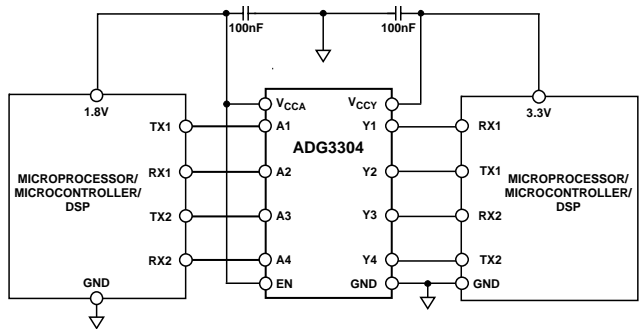 100nF 100nF
1.8V VCCA VCCY 3.3V
TX1 A1 Y1 RX1
ADG3304
MICROPROCESSOR/
MICROCONTROLLER/
DSP
RX1 A2 Y2 TX1
MICROPROCESSOR/
MICROCONTROLLER/
DSP
TX2 A3 Y3 RX2
RX2 A4 Y4 TX2
GND EN GND GND